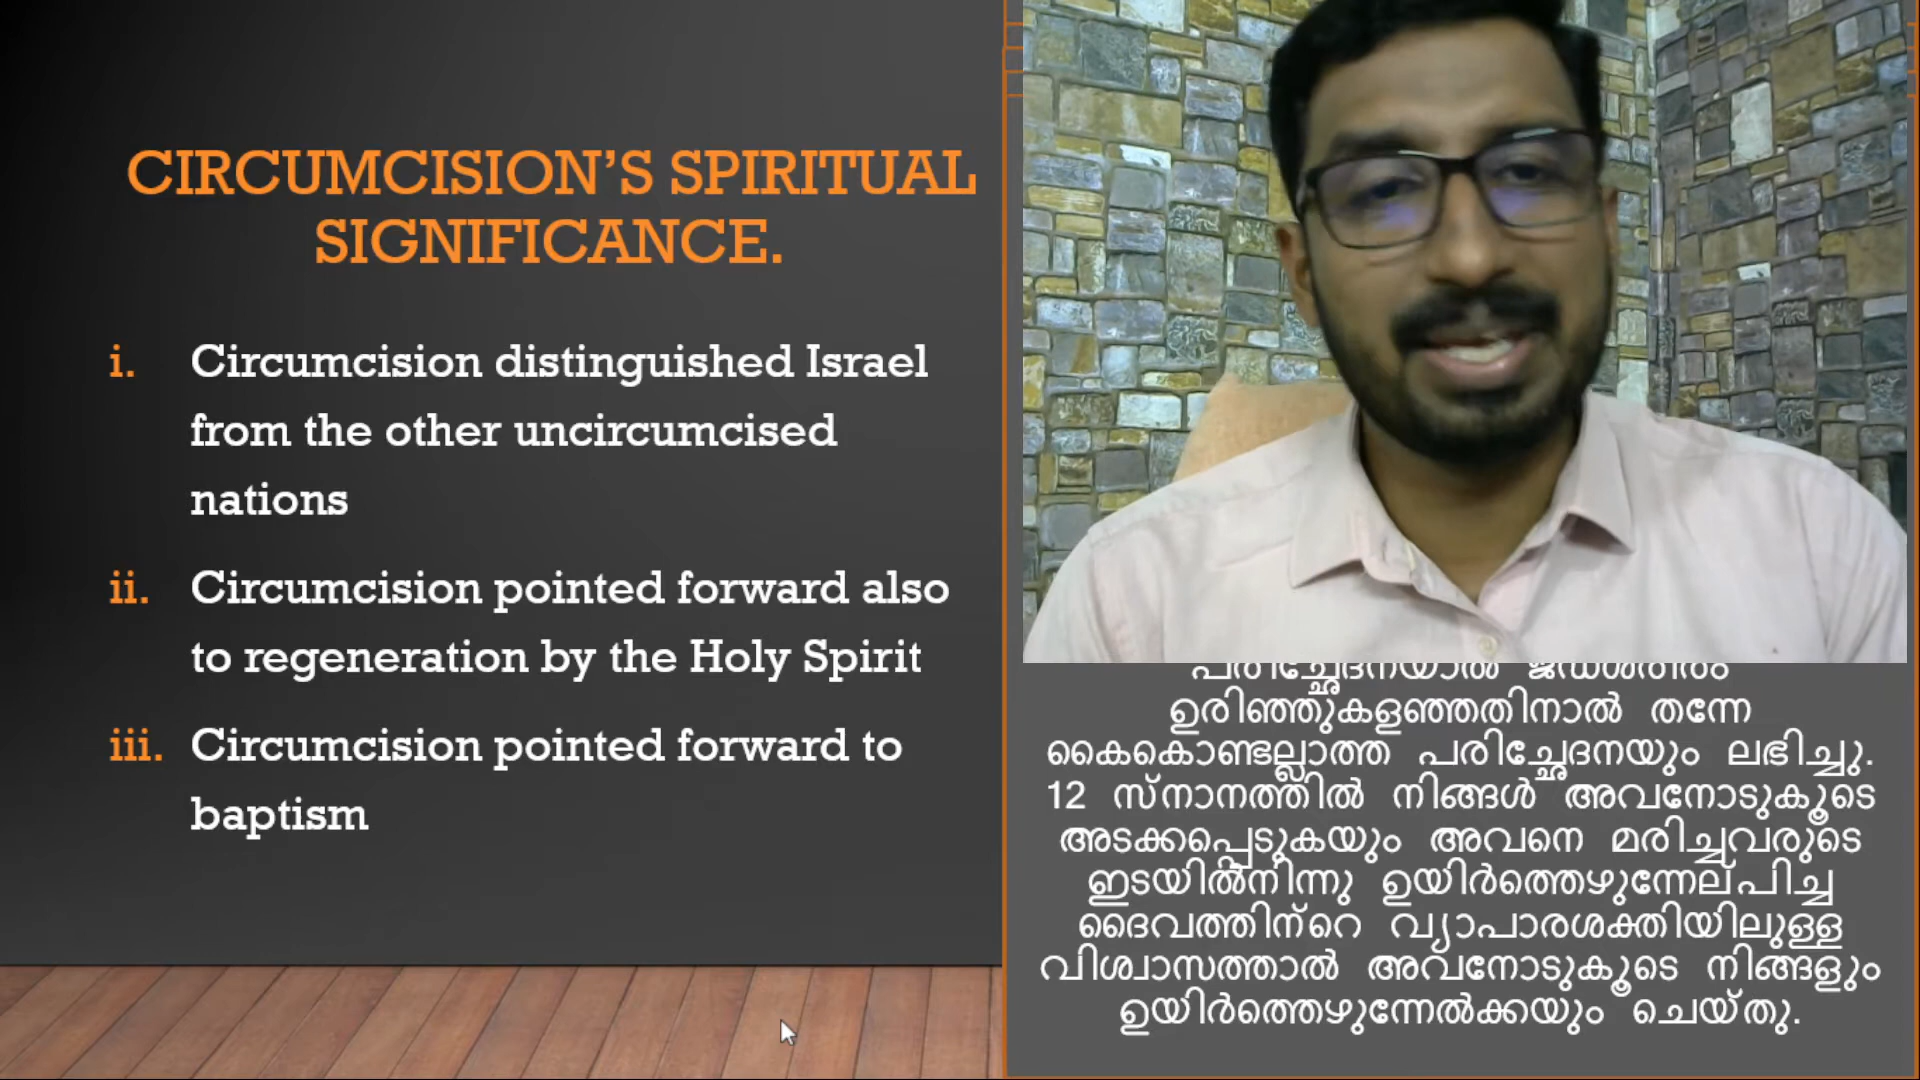 CIRCUMCISION’S SPIRITUAL
SIGNIFICANCE.
i. Circumcision distinguished Israel
from the other uncircumcised
nations
ii. Circumcision pointed forward also
to regeneration by the Holy Spirit
iii. Circumcision pointed forward to
baptism
പരിച്ഛേദനയാൽ ജഡശരീരം
ഉരിഞ്ഞുകളഞ്ഞതിനാൽ തന്നേ
കൈകൊണ്ടല്ലാത്ത പരിച്ഛേദനയും ലഭിച്ചു.
12 സ്നാനത്തിൽ നിങ്ങൾ അവനോടുകൂടെ
അടക്കപ്പെടുകയും അവനെ മരിച്ചവരുടെ
ഇടയിൽനിന്നു ഉയിർത്തെഴുന്നേല്പിച്ച
ദൈവത്തിന്റെ വ്യാപാരശക്തിയിലുള്ള
വിശ്വാസത്താൽ അവനോടുകൂടെ നിങ്ങളും
ഉയിർത്തെഴുന്നേൽക്കയും ചെയ്തു.